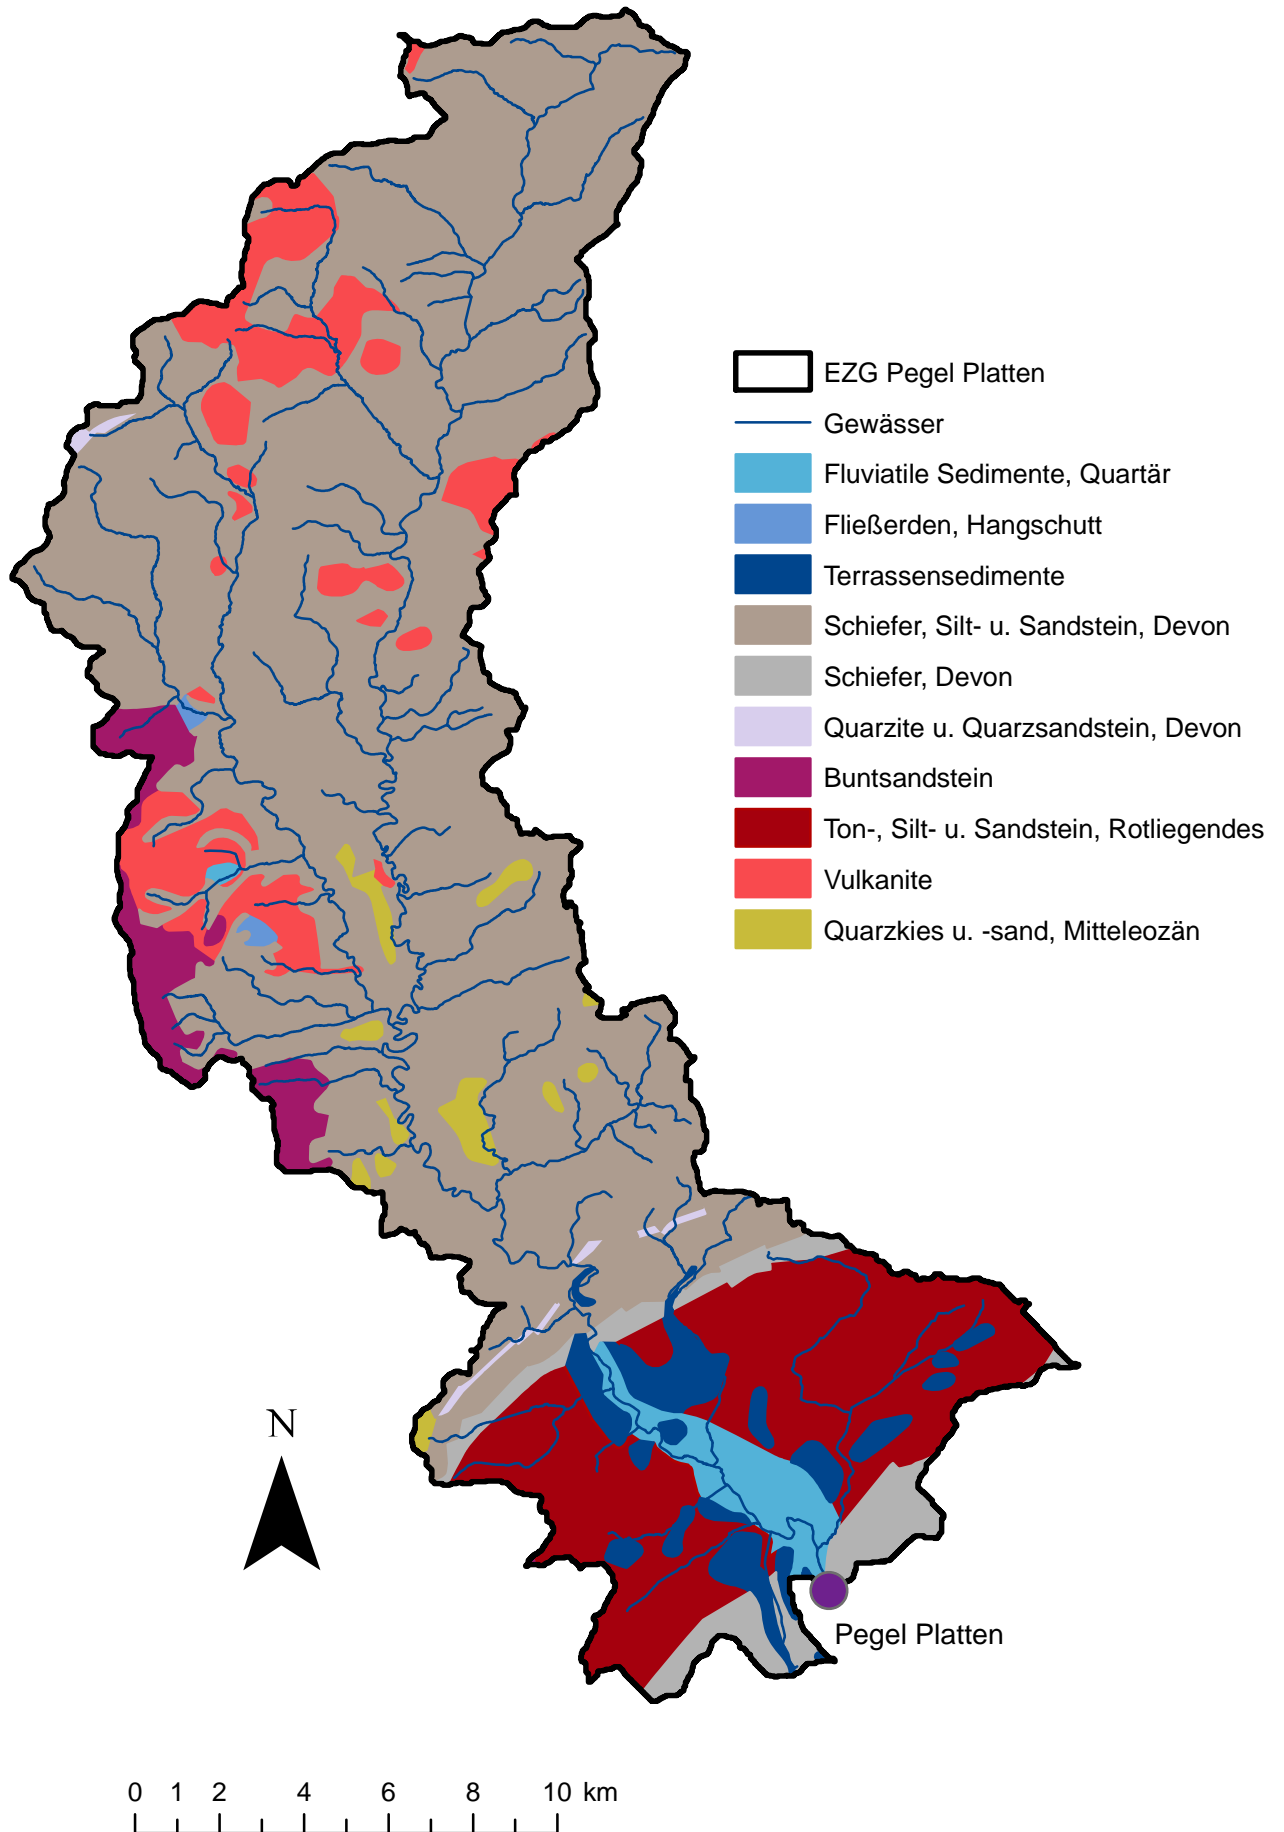 EZG Pegel Platten
Gewässer
Fluviatile Sedimente, Quartär
Fließerden, Hangschutt
Terrassensedimente
Schiefer, Silt- u. Sandstein, Devon
Schiefer, Devon
Quarzite u. Quarzsandstein, Devon
Buntsandstein
Ton-, Silt- u. Sandstein, Rotliegendes
Vulkanite
Quarzkies u. -sand, Mitteleozän
N
Pegel Platten
0 1 2 4 6 8 10 km